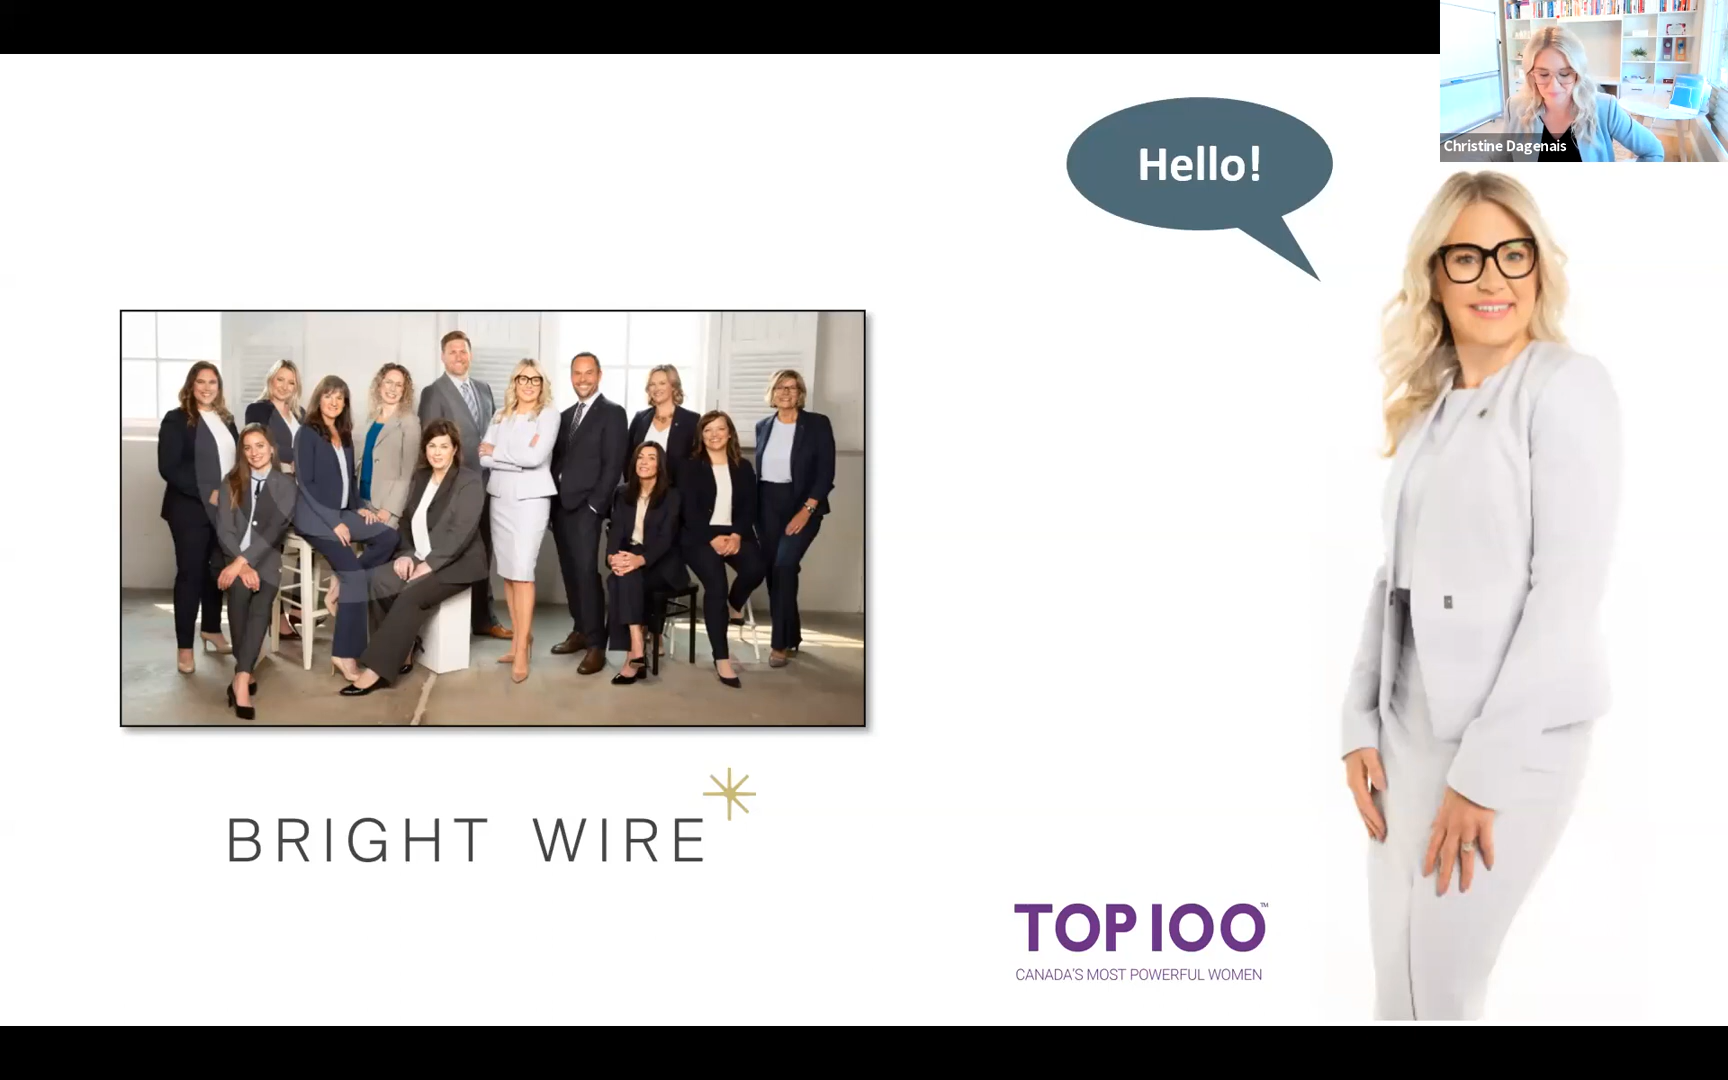 Hello!
Christine Dagenais
BRIGHT WIRE
TOP 100™
CANADA'S MOST POWERFUL WOMEN